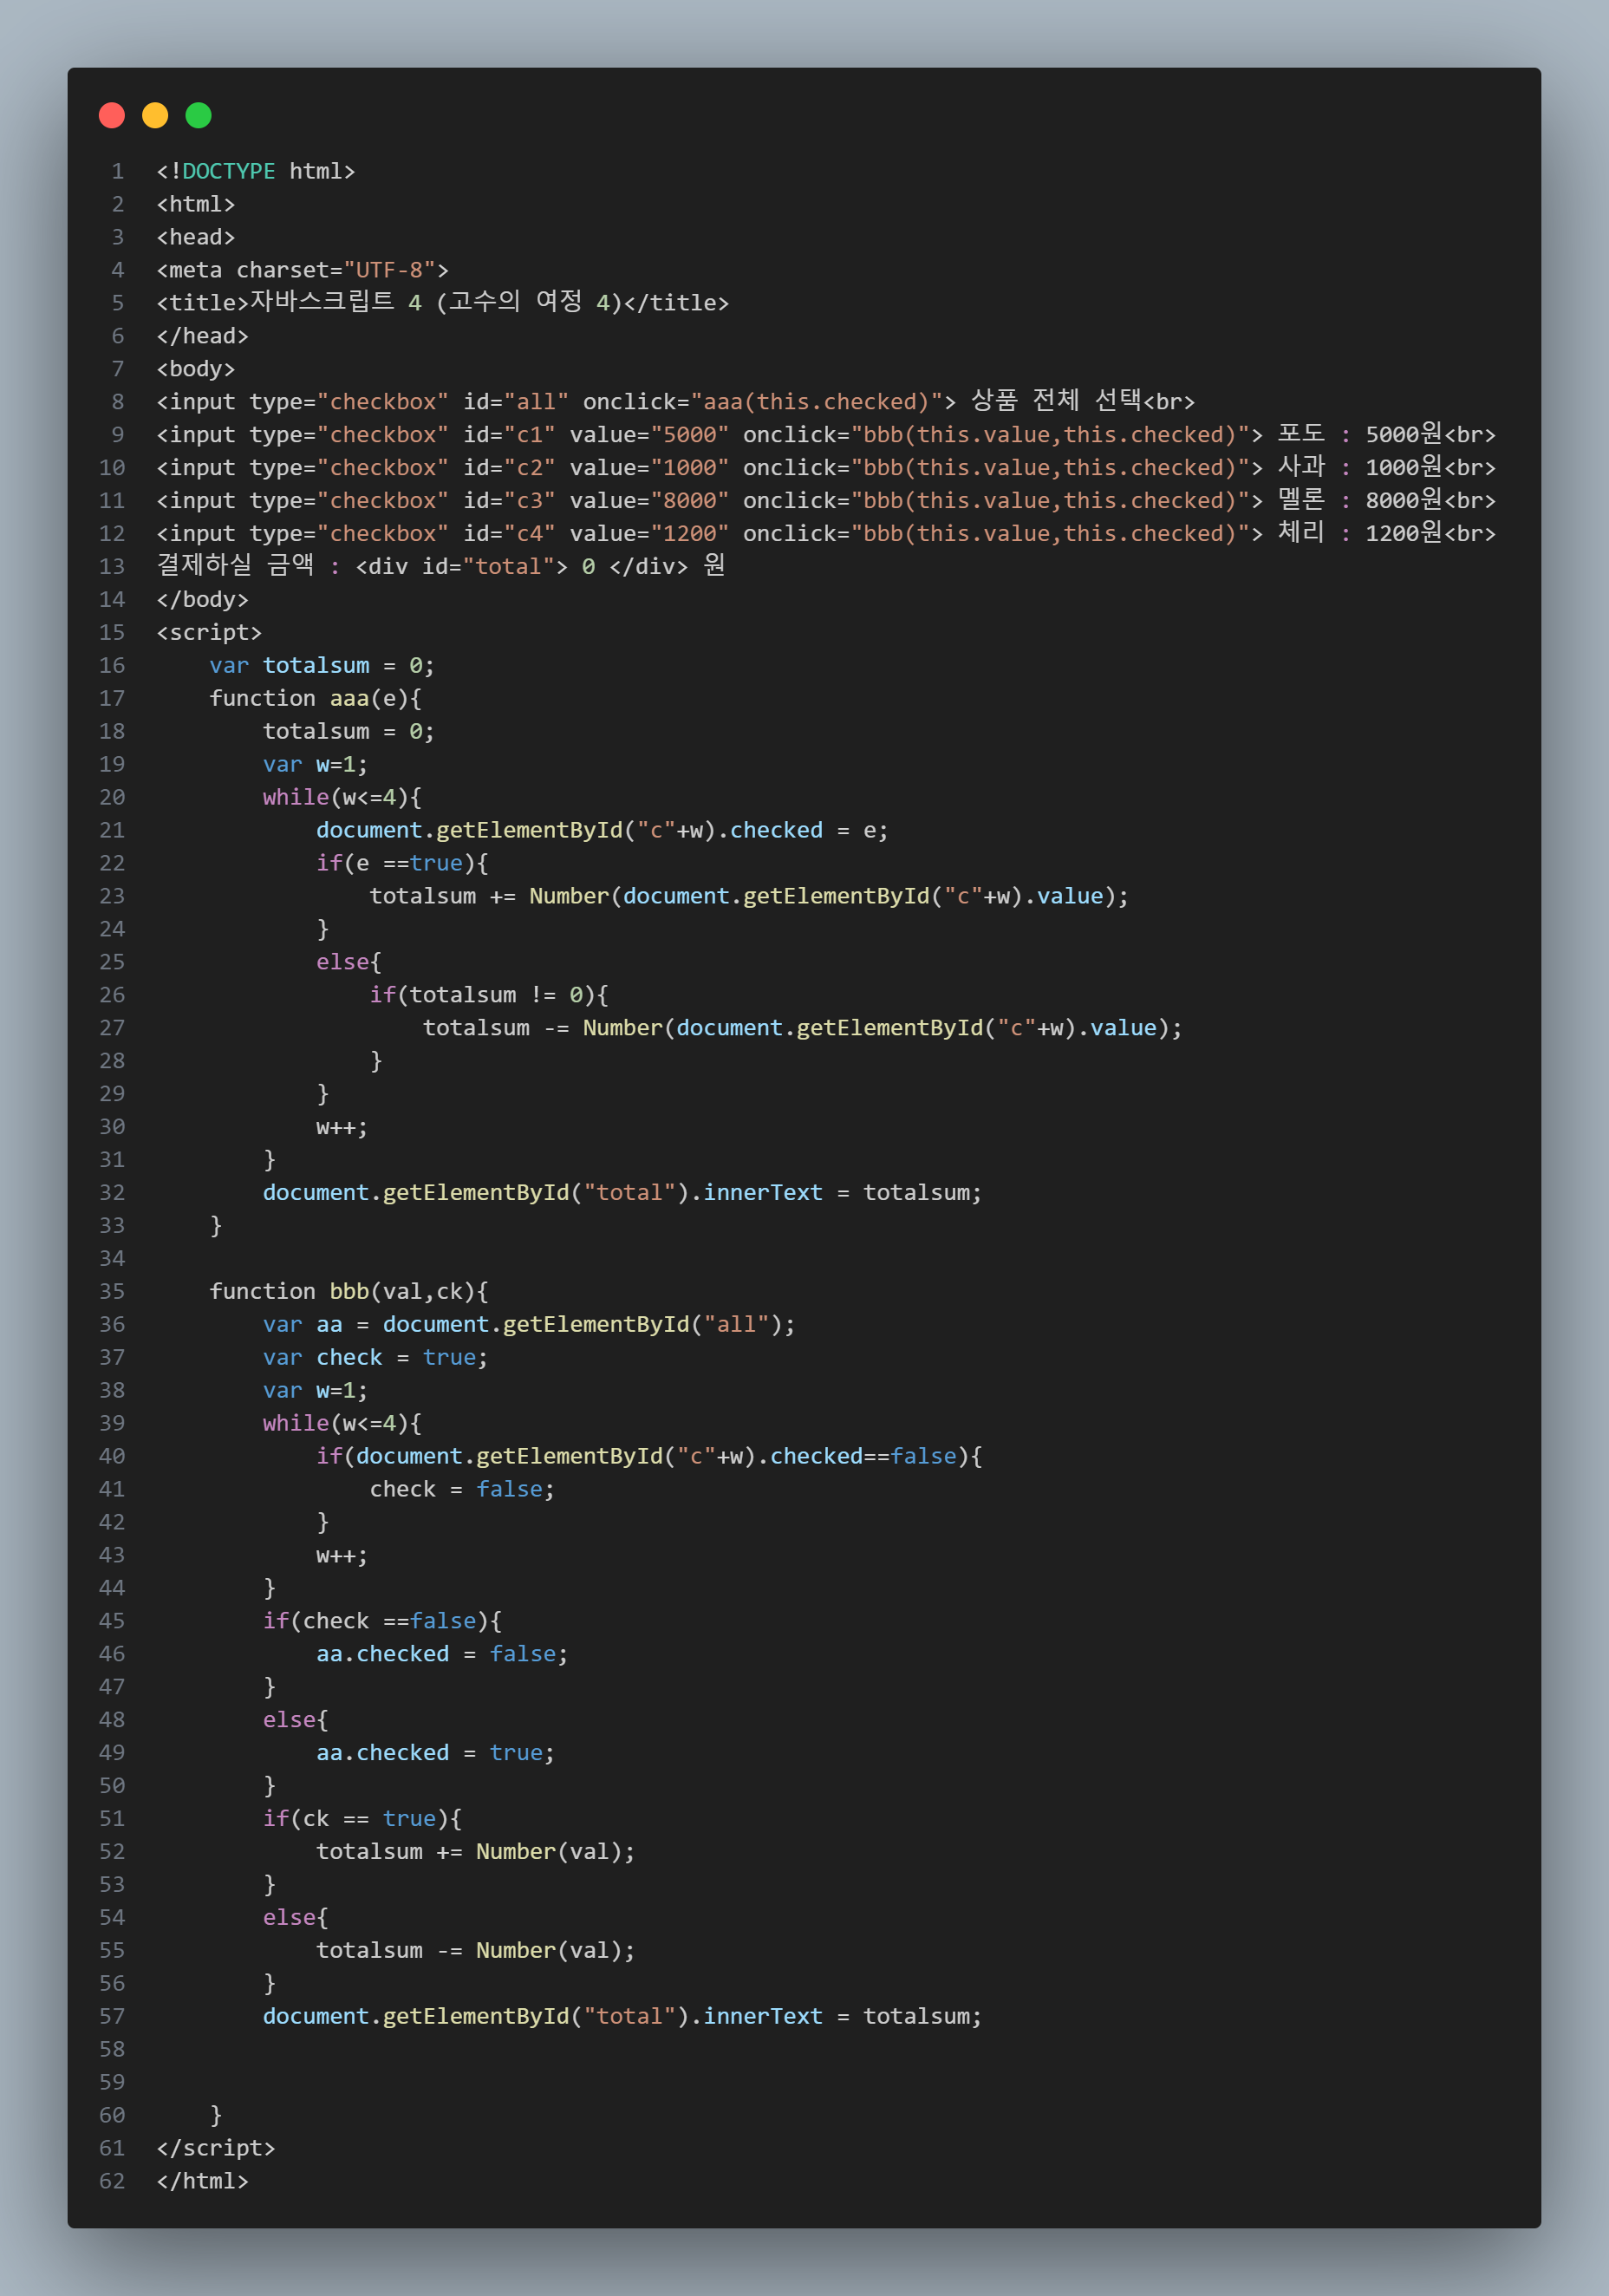 1 <!DOCTYPE html>
2 <html>
3 <head>
4 <meta charset="UTF-8">
5 <title>자바스크립트 4 (고수의 여정 4)</title>
6 </head>
7 <body>
8 <input type="checkbox" id="all" onclick="aaa(this.checked)"> 상품 전체 선택<br>
9 <input type="checkbox" id="c1" value="5000" onclick="bbb(this.value,this.checked)"> 포도 : 5000원<br>
10 <input type="checkbox" id="c2" value="1000" onclick="bbb(this.value,this.checked)"> 사과 : 1000원<br>
11 <input type="checkbox" id="c3" value="8000" onclick="bbb(this.value,this.checked)"> 멜론 : 8000원<br>
12 <input type="checkbox" id="c4" value="1200" onclick="bbb(this.value,this.checked)"> 체리 : 1200원<br>
13 결제하실 금액 : <div id="total"> 0 </div> 원
14 </body>
15 <script>
16     var totalsum = 0;
17     function aaa(e){
18         totalsum = 0;
19         var w=1;
20         while(w<=4){
21             document.getElementById("c"+w).checked = e;
22             if(e ==true){
23                 totalsum += Number(document.getElementById("c"+w).value);
24             }
25             else{
26                 if(totalsum != 0){
27                     totalsum -= Number(document.getElementById("c"+w).value);
28                 }
29             }
30             w++;
31         }
32         document.getElementById("total").innerText = totalsum;
33     }
34
35     function bbb(val,ck){
36         var aa = document.getElementById("all");
37         var check = true;
38         var w=1;
39         while(w<=4){
40             if(document.getElementById("c"+w).checked==false){
41                 check = false;
42             }
43             w++;
44         }
45         if(check ==false){
46             aa.checked = false;
47         }
48         else{
49             aa.checked = true;
50         }
51         if(ck == true){
52             totalsum += Number(val);
53         }
54         else{
55             totalsum -= Number(val);
56         }
57         document.getElementById("total").innerText = totalsum;
58
59
60     }
61 </script>
62 </html>